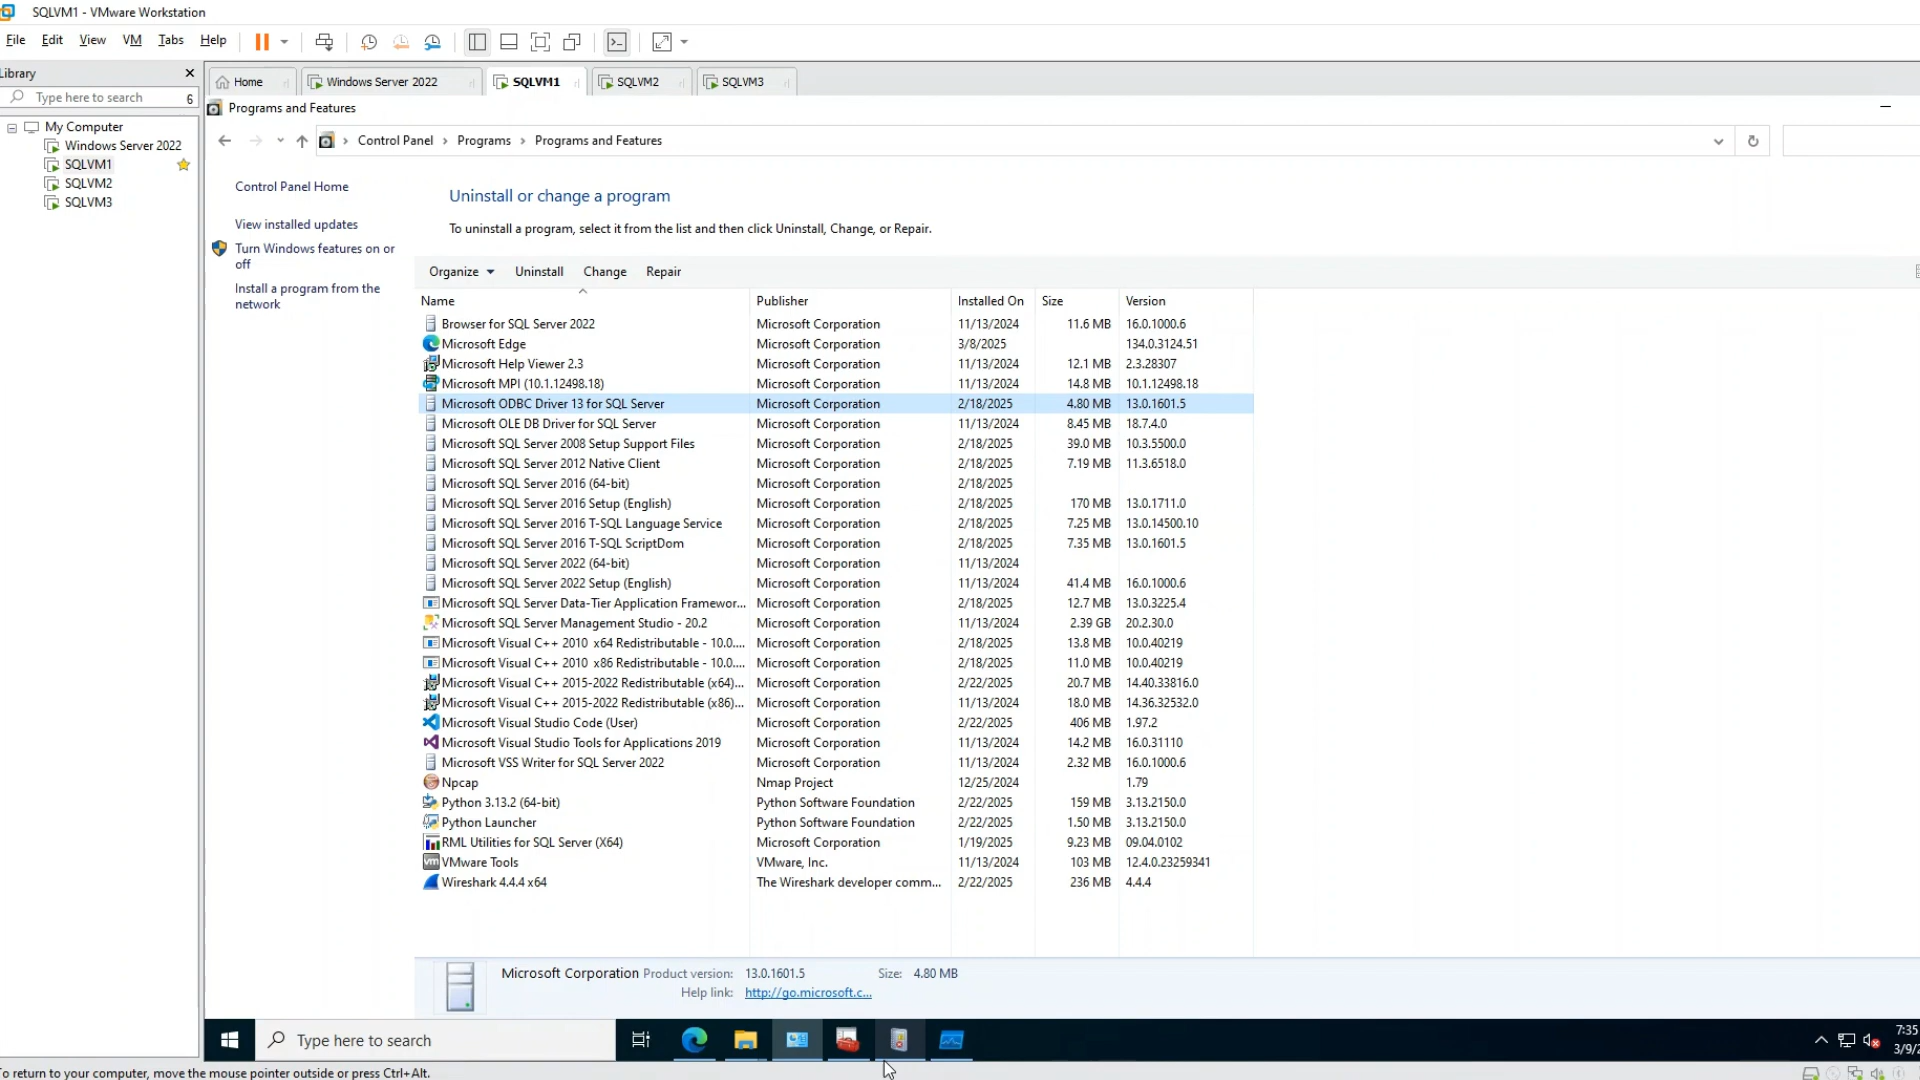 SQLVM1 - VMware Workstation
File Edit View VM Tabs Help
Library
Type here to search 6
My Computer
Windows Server 2022
SQLVM1
SQLVM2
SQLVM3
Home Windows Server 2022 SQLVM1 SQLVM2 SQLVM3
Programs and Features
Control Panel Programs Programs and Features
Control Panel Home
View installed updates
Turn Windows features on or
off
Install a program from the
network
Uninstall or change a program
To uninstall a program, select it from the list and then click Uninstall, Change, or Repair.
Organize Uninstall Change Repair
Name Publisher Installed On Size Version
Browser for SQL Server 2022 Microsoft Corporation 11/13/2024 11.6 MB 16.0.1000.6
Microsoft Edge Microsoft Corporation 3/8/2025 134.0.3124.51
Microsoft Help Viewer 2.3 Microsoft Corporation 11/13/2024 12.1 MB 2.3.28307
Microsoft MPI (10.1.12498.18) Microsoft Corporation 11/13/2024 14.8 MB 10.1.12498.18
Microsoft ODBC Driver 13 for SQL Server Microsoft Corporation 2/18/2025 4.80 MB 13.0.1601.5
Microsoft OLE DB Driver for SQL Server Microsoft Corporation 11/13/2024 8.45 MB 18.7.4.0
Microsoft SQL Server 2008 Setup Support Files Microsoft Corporation 2/18/2025 39.0 MB 10.3.5500.0
Microsoft SQL Server 2012 Native Client Microsoft Corporation 2/18/2025 7.19 MB 11.3.6518.0
Microsoft SQL Server 2016 (64-bit) Microsoft Corporation 2/18/2025
Microsoft SQL Server 2016 Setup (English) Microsoft Corporation 2/18/2025 170 MB 13.0.1711.0
Microsoft SQL Server 2016 T-SQL Language Service Microsoft Corporation 2/18/2025 7.25 MB 13.0.14500.10
Microsoft SQL Server 2016 T-SQL ScriptDom Microsoft Corporation 2/18/2025 7.35 MB 13.0.1601.5
Microsoft SQL Server 2022 (64-bit) Microsoft Corporation 11/13/2024
Microsoft SQL Server 2022 Setup (English) Microsoft Corporation 11/13/2024 41.4 MB 16.0.1000.6
Microsoft SQL Server Data-Tier Application Framewor... Microsoft Corporation 2/18/2025 12.7 MB 13.0.3225.4
Microsoft SQL Server Management Studio - 20.2 Microsoft Corporation 11/13/2024 2.39 GB 20.2.30.0
Microsoft Visual C++ 2010 x64 Redistributable - 10.0.... Microsoft Corporation 2/18/2025 13.8 MB 10.0.40219
Microsoft Visual C++ 2010 x86 Redistributable - 10.0.... Microsoft Corporation 2/18/2025 11.0 MB 10.0.40219
Microsoft Visual C++ 2015-2022 Redistributable (x64)... Microsoft Corporation 2/22/2025 20.7 MB 14.40.33816.0
Microsoft Visual C++ 2015-2022 Redistributable (x86)... Microsoft Corporation 11/13/2024 18.0 MB 14.36.32532.0
Microsoft Visual Studio Code (User) Microsoft Corporation 2/22/2025 406 MB 1.97.2
Microsoft Visual Studio Tools for Applications 2019 Microsoft Corporation 11/13/2024 14.2 MB 16.0.31110
Microsoft VSS Writer for SQL Server 2022 Microsoft Corporation 11/13/2024 2.32 MB 16.0.1000.6
Npcap Nmap Project 12/25/2024 1.79
Python 3.13.2 (64-bit) Python Software Foundation 2/22/2025 159 MB 3.13.2150.0
Python Launcher Python Software Foundation 2/22/2025 1.50 MB 3.13.2150.0
RML Utilities for SQL Server (X64) Microsoft Corporation 1/19/2025 9.23 MB 09.04.0102
VMware Tools VMware, Inc. 11/13/2024 103 MB 12.4.0.23259341
Wireshark 4.4.4 x64 The Wireshark developer comm... 2/22/2025 236 MB 4.4.4
Microsoft Corporation Product version: 13.0.1601.5 Size: 4.80 MB
Help link: http://go.microsoft.c...
Type here to search
7:35
3/9/2
To return to your computer, move the mouse pointer outside or press Ctrl+Alt.